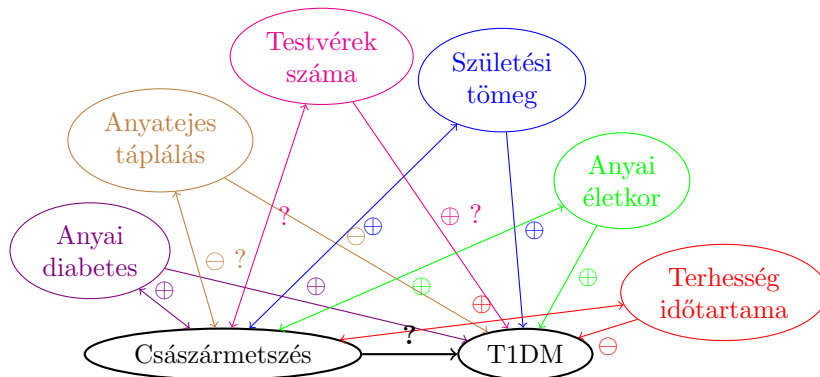 Testvérek
száma
Születési
tömeg
Anyatejes
táplálás
Anyai
életkor
Anyai
diabetes
Terhesség
időtartama
?
⊕ ?
⊖
⊕
⊕
⊖ ?
⊕
⊕
⊕
⊕
⊕
?
⊖
Császármetszés
T1DM